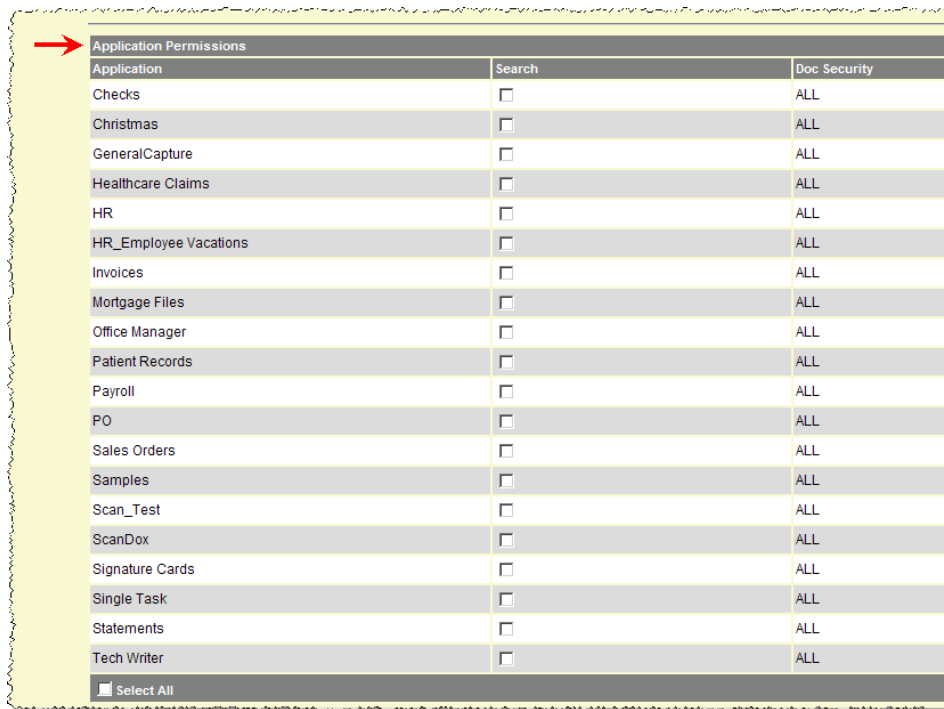 Application Permissions
Application Search Doc Security
Checks ALL
Christmas ALL
GeneralCapture ALL
Healthcare Claims ALL
HR ALL
HR_Employee Vacations ALL
Invoices ALL
Mortgage Files ALL
Office Manager ALL
Patient Records ALL
Payroll ALL
PO ALL
Sales Orders ALL
Samples ALL
Scan_Test ALL
ScanDox ALL
Signature Cards ALL
Single Task ALL
Statements ALL
Tech Writer ALL
Select All